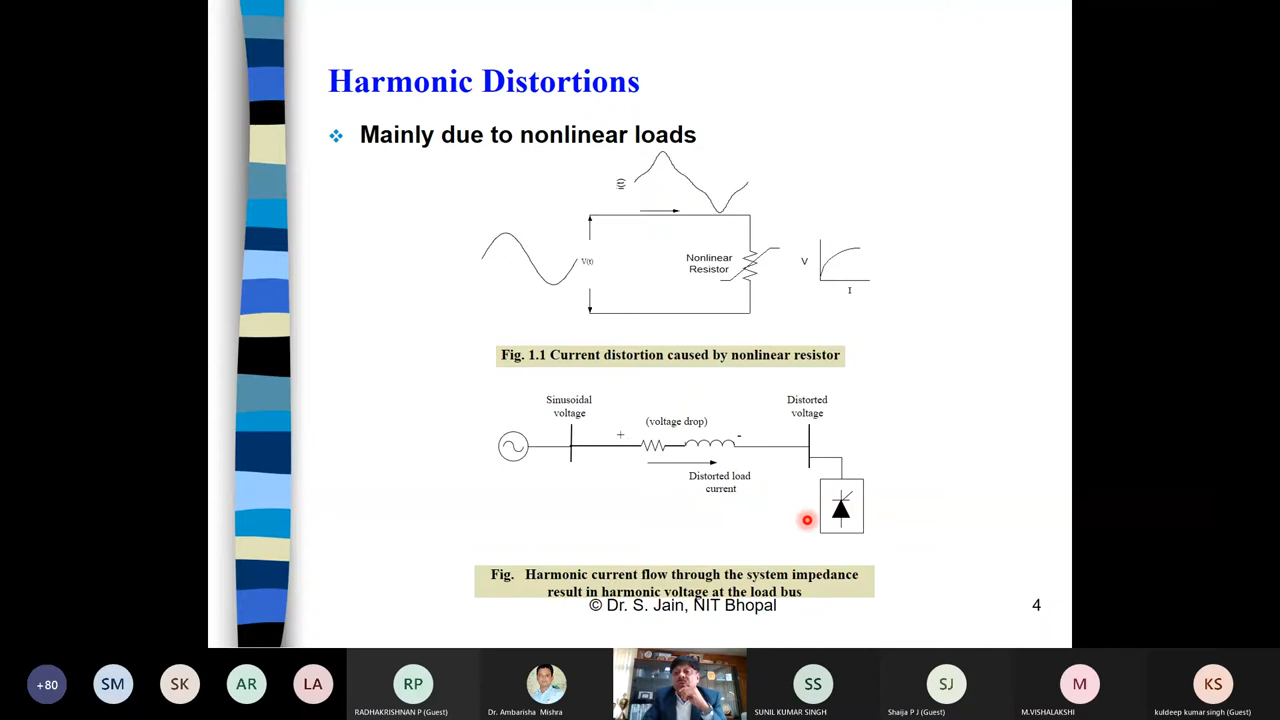 Harmonic Distortions
Mainly due to nonlinear loads
V(t)
Nonlinear
Resistor
V
I
Fig. 1.1 Current distortion caused by nonlinear resistor
Sinusoidal
voltage
+
(voltage drop)
-
Distorted
voltage
Distorted load
current
Fig. Harmonic current flow through the system impedance
result in harmonic voltage at the load bus
© Dr. S. Jain, NIT Bhopal
4
+80
SM
SK
AR
LA
RP
RADHAKRISHNAN P (Guest)
Dr. Ambarisha Mishra
SS
SUNIL KUMAR SINGH
SJ
Shaija P J (Guest)
M
M.VISHALAKSHI
KS
kuldeep kumar singh (Guest)